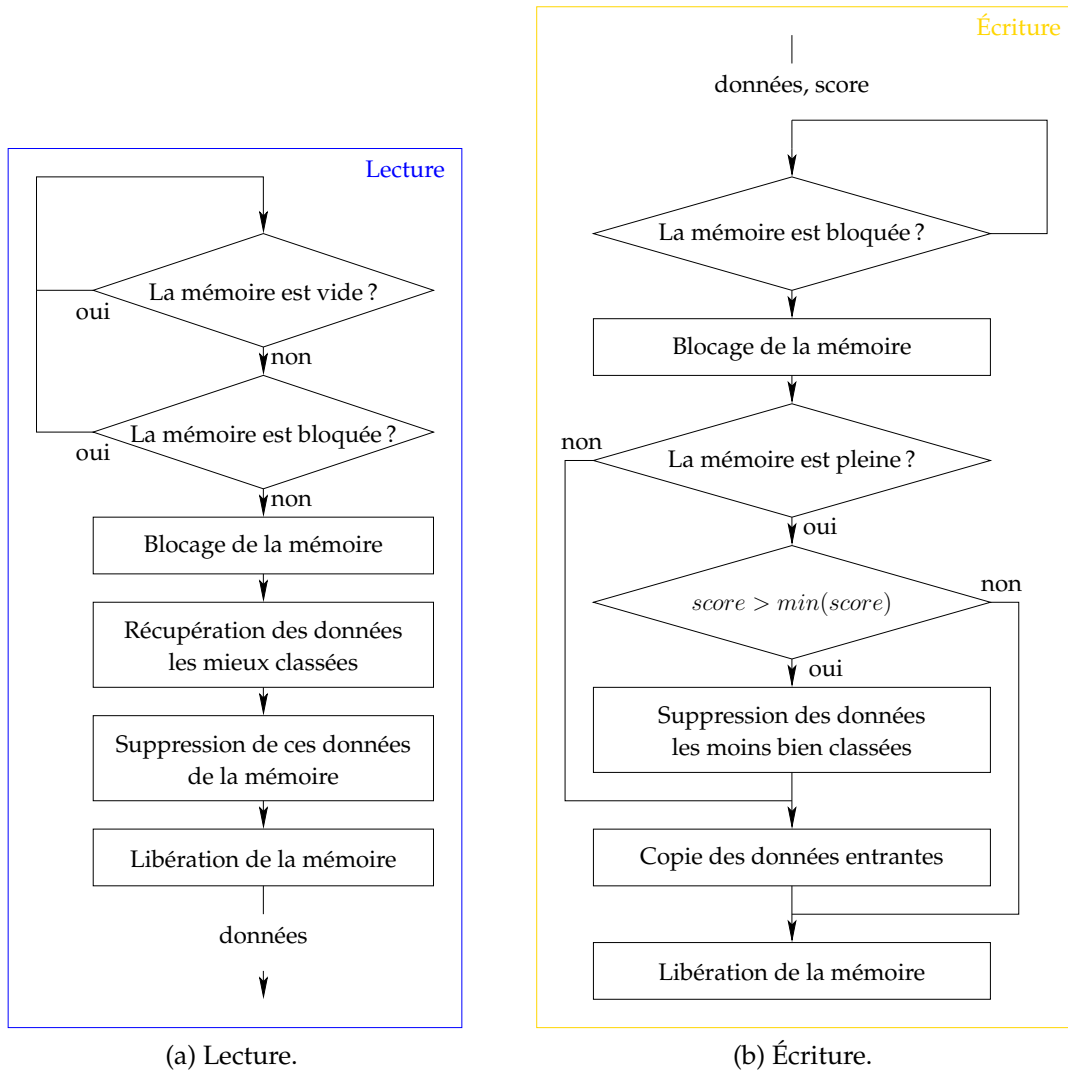 Lecture
La mémoire est vide ?
oui
non
La mémoire est bloquée ?
oui
non
Blocage de la mémoire
Récupération des données
les mieux classées
Suppression de ces données
de la mémoire
Libération de la mémoire
données
(a) Lecture.
Écriture
données, score
La mémoire est bloquée ?
Blocage de la mémoire
non
La mémoire est pleine ?
oui
non
score > min(score)
oui
Suppression des données
les moins bien classées
Copie des données entrantes
Libération de la mémoire
(b) Écriture.